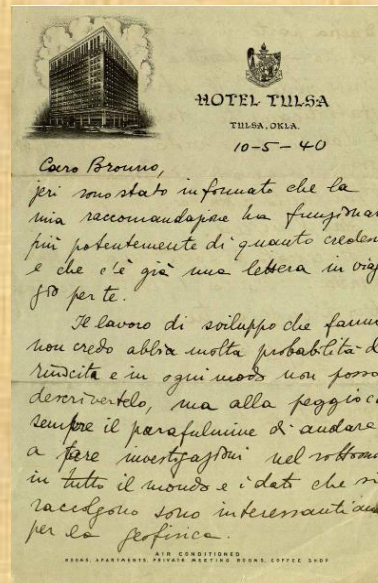 HOTEL TULSA
TULSA, OKLA.
10-5-40
Caro Bruno,
jeri sono stato informato che la
mia raccomandazione ha funzionat
più potentemente di quanto credess
e che c'è già una lettera in viag
gio per te.
Il lavoro di sviluppo che fanno
non credo abbia molta probabilità d
riuscita e in ogni modo non posso
descrivertelo, ma alla peggio c'
sempre il parafulmine di andare
a fare investigazioni nel sottosuo
in tutto il mondo e i dati che si
raccolgono sono interessanti
per la geofisica.
AIR CONDITIONED
ROOMS, APARTMENTS, PRIVATE MEETING ROOMS, COFFEE SHOP